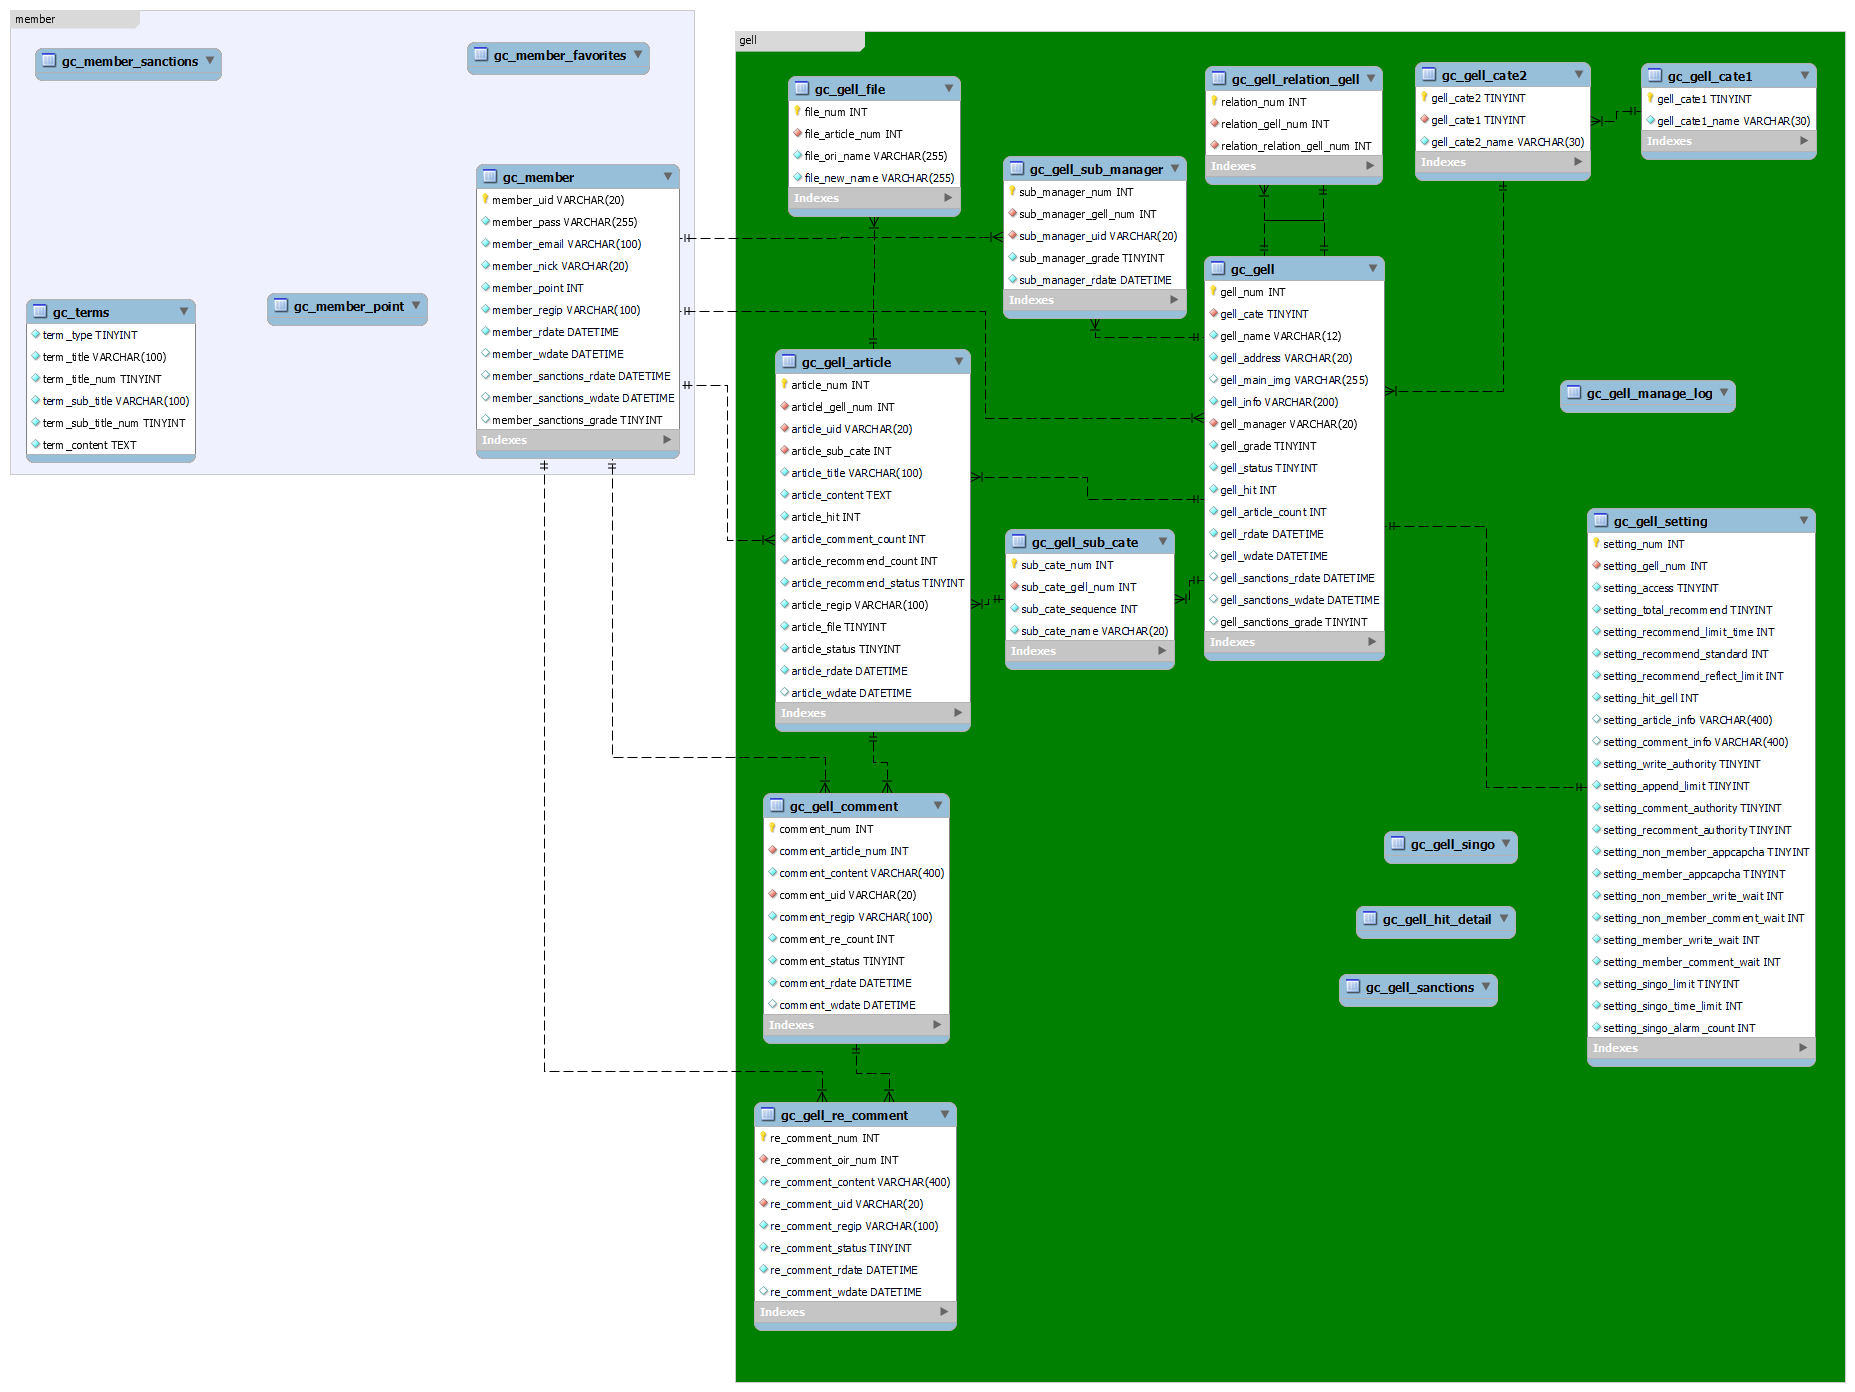 member
gc_member_sanctions
gc_member_favorites
gc_member
member_uid VARCHAR(20)
member_pass VARCHAR(255)
member_email VARCHAR(100)
member_nick VARCHAR(20)
member_point INT
member_regip VARCHAR(100)
member_rdate DATETIME
member_wdate DATETIME
member_sanctions_rdate DATETIME
member_sanctions_wdate DATETIME
member_sanctions_grade TINYINT
Indexes
gc_member_point
gc_terms
term_type TINYINT
term_title VARCHAR(100)
term_title_num TINYINT
term_sub_title VARCHAR(100)
term_sub_title_num TINYINT
term_content TEXT
gell
gc_gell_file
file_num INT
file_article_num INT
file_ori_name VARCHAR(255)
file_new_name VARCHAR(255)
Indexes
gc_gell_sub_manager
sub_manager_num INT
sub_manager_gell_num INT
sub_manager_uid VARCHAR(20)
sub_manager_grade TINYINT
sub_manager_rdate DATETIME
Indexes
gc_gell_relation_gell
relation_num INT
relation_gell_num INT
relation_relation_gell_num INT
Indexes
gc_gell_cate2
gell_cate2 TINYINT
gell_cate1 TINYINT
gell_cate2_name VARCHAR(30)
Indexes
gc_gell_cate1
gell_cate1 TINYINT
gell_cate1_name VARCHAR(30)
Indexes
gc_gell
gell_num INT
gell_cate TINYINT
gell_name VARCHAR(12)
gell_address VARCHAR(20)
gell_main_img VARCHAR(255)
gell_info VARCHAR(200)
gell_manager VARCHAR(20)
gell_grade TINYINT
gell_status TINYINT
gell_hit INT
gell_article_count INT
gell_rdate DATETIME
gell_wdate DATETIME
gell_sanctions_rdate DATETIME
gell_sanctions_wdate DATETIME
gell_sanctions_grade TINYINT
Indexes
gc_gell_article
article_num INT
articlel_gell_num INT
article_uid VARCHAR(20)
article_sub_cate INT
article_title VARCHAR(100)
article_content TEXT
article_hit INT
article_comment_count INT
article_recommend_count INT
article_recommend_status TINYINT
article_regip VARCHAR(100)
article_file TINYINT
article_status TINYINT
article_rdate DATETIME
article_wdate DATETIME
Indexes
gc_gell_sub_cate
sub_cate_num INT
sub_cate_gell_num INT
sub_cate_sequence INT
sub_cate_name VARCHAR(20)
Indexes
gc_gell_manage_log
gc_gell_setting
setting_num INT
setting_gell_num INT
setting_access TINYINT
setting_total_recommend TINYINT
setting_recommend_limit_time INT
setting_recommend_standard INT
setting_recommend_reflect_limit INT
setting_hit_gell INT
setting_article_info VARCHAR(400)
setting_comment_info VARCHAR(400)
setting_write_authority TINYINT
setting_append_limit TINYINT
setting_comment_authority TINYINT
setting_recomment_authority TINYINT
setting_non_member_appcapcha TINYINT
setting_member_appcapcha TINYINT
setting_non_member_write_wait INT
setting_non_member_comment_wait INT
setting_member_write_wait INT
setting_member_comment_wait INT
setting_singo_limit TINYINT
setting_singo_time_limit INT
setting_singo_alarm_count INT
Indexes
gc_gell_comment
comment_num INT
comment_article_num INT
comment_content VARCHAR(400)
comment_uid VARCHAR(20)
comment_regip VARCHAR(100)
comment_re_count INT
comment_status TINYINT
comment_rdate DATETIME
comment_wdate DATETIME
Indexes
gc_gell_singo
gc_gell_hit_detail
gc_gell_sanctions
gc_gell_re_comment
re_comment_num INT
re_comment_oir_num INT
re_comment_content VARCHAR(400)
re_comment_uid VARCHAR(20)
re_comment_regip VARCHAR(100)
re_comment_status TINYINT
re_comment_rdate DATETIME
re_comment_wdate DATETIME
Indexes